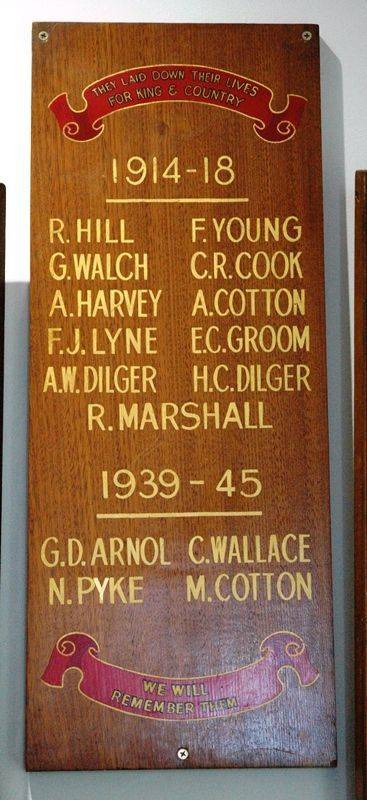 THEY LAID DOWN THEIR LIVES
FOR KING & COUNTRY
1914-18
R. HILL F. YOUNG
G. WALCH C.R. COOK
A. HARVEY A. COTTON
F.J. LYNE E.C. GROOM
A.W. DILGER H.C. DILGER
R. MARSHALL
1939-45
G.D. ARNOL C. WALLACE
N. PYKE M. COTTON
WE WILL
REMEMBER THEM